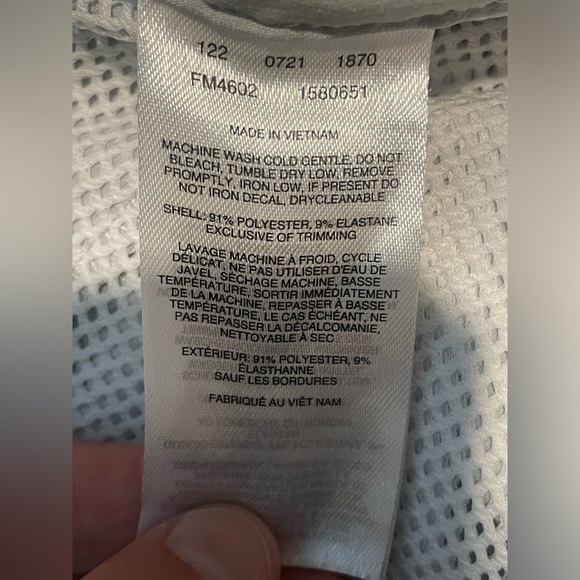 122 0721 1870
FM4602 1580651
MADE IN VIETNAM
MACHINE WASH COLD GENTLE, DO NOT
BLEACH, TUMBLE DRY LOW, REMOVE
PROMPTLY, IRON LOW, IF PRESENT DO
NOT IRON DECAL, DRYCLEANABLE
SHELL: 91% POLYESTER, 9% ELASTANE
EXCLUSIVE OF TRIMMING
LAVAGE MACHINE À FROID, CYCLE
DÉLICAT, NE PAS UTILISER D'EAU DE
JAVEL, SÉCHAGE MACHINE, BASSE
TEMPÉRATURE, SORTIR IMMÉDIATEMENT
DE LA MACHINE, REPASSER À BASSE
TEMPÉRATURE, LE CAS ÉCHÉANT, NE
PAS REPASSER LA DÉCALCOMANIE,
NETTOYABLE À SEC
EXTÉRIEUR: 91% POLYESTER, 9%
ÉLASTHANNE
SAUF LES BORDURES
FABRIQUÉ AU VIÊT NAM